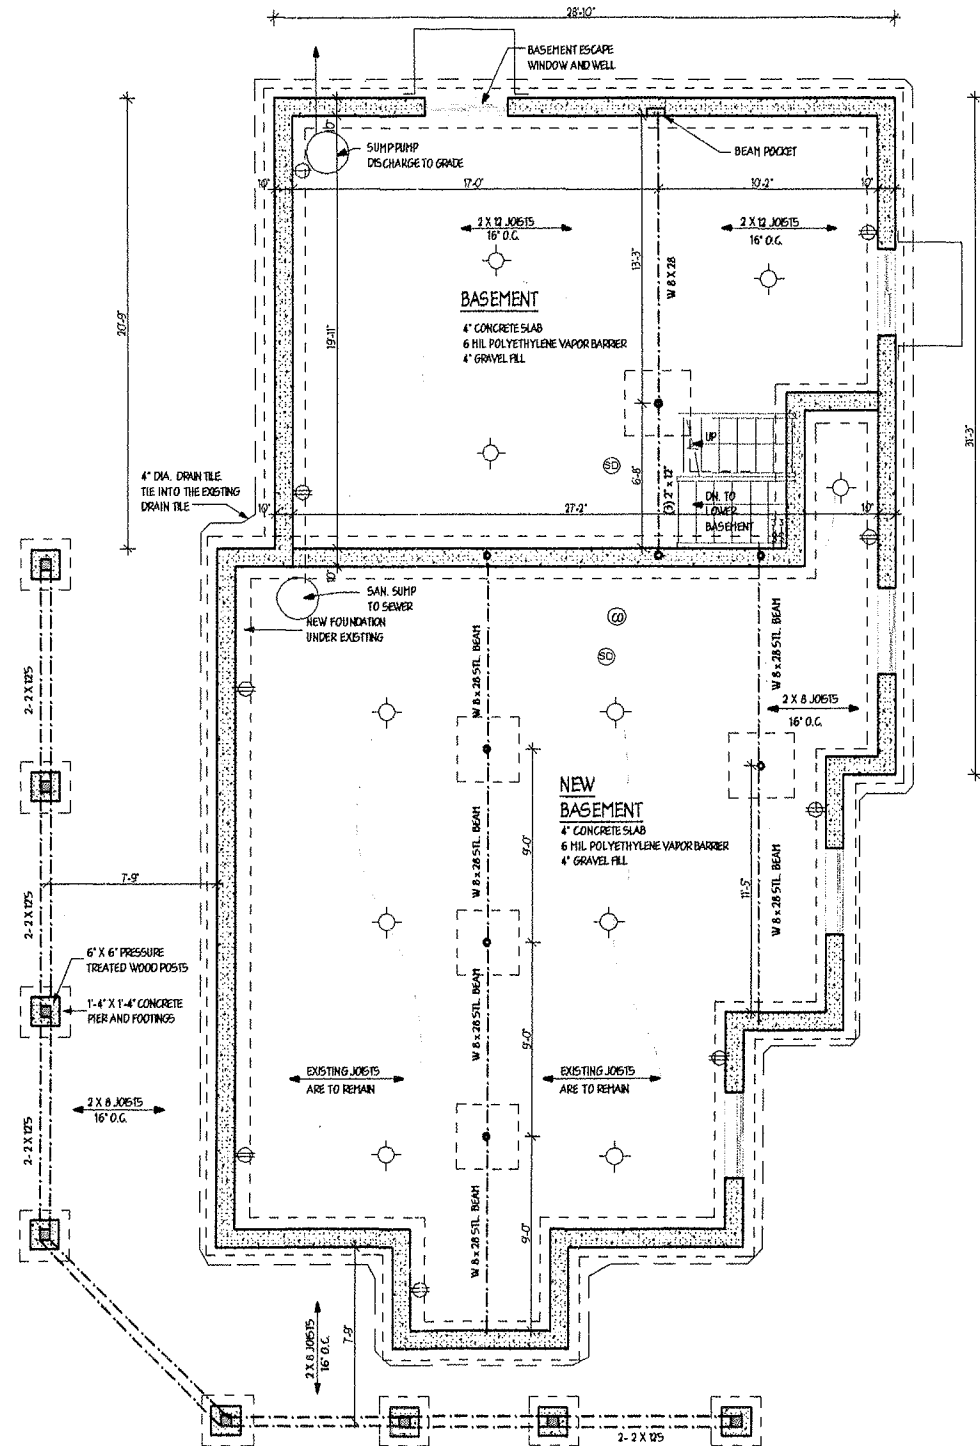 28'-10"
BASEMENT ESCAPE
WINDOW AND WELL
10"
SUMP PUMP
DISCHARGE TO GRADE
BEAM POCKET
10"
17'-0"
10'-2"
10"
2 X 12 JOISTS
16" O.C.
2 X 12 JOISTS
16" O.C.
13'-3"
W 8 X 28
BASEMENT
4" CONCRETE SLAB
6 MIL POLYETHYLENE VAPOR BARRIER
4" GRAVEL FILL
20'-9"
19'-11"
31'-3"
UP
SD
6'-8"
(3) 2" x 12"
DN. TO
LOWER
BASEMENT
4" DIA. DRAIN TILE.
TIE INTO THE EXISTING
DRAIN TILE
10"
27'-2"
10"
10"
SAN. SUMP
TO SEWER
NEW FOUNDATION
UNDER EXISTING
CO
SD
W 8 x 28 STL. BEAM
W 8 x 28 STL. BEAM
2- 2 X 12'S
2 X 8 JOISTS
16" O.C.
NEW
BASEMENT
4" CONCRETE SLAB
6 MIL POLYETHYLENE VAPOR BARRIER
4" GRAVEL FILL
W 8 x 28 STL. BEAM
9'-0"
11'-5"
W 8 x 28 STL. BEAM
7'-9"
2- 2 X 12'S
6" X 6" PRESSURE
TREATED WOOD POSTS
1'-4" X 1'-4" CONCRETE
PIER AND FOOTINGS
W 8 x 28 STL. BEAM
9'-0"
EXISTING JOISTS
ARE TO REMAIN
EXISTING JOISTS
ARE TO REMAIN
2 X 8 JOISTS
16" O.C.
2- 2 X 12'S
W 8 x 28 STL. BEAM
9'-0"
2 X 8 JOISTS
16" O.C.
7'-9"
2- 2 X 12'S